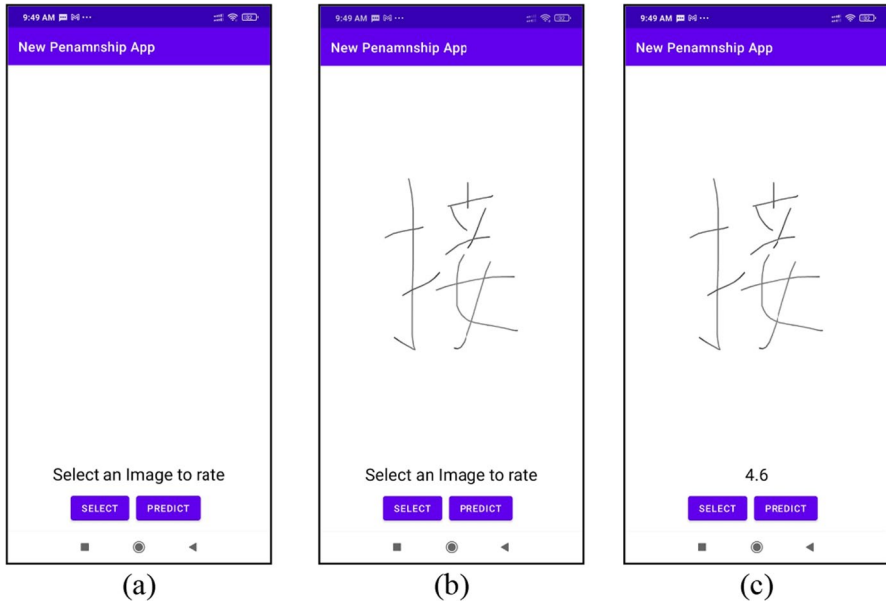 9:49 AM
New Penamnship App
Select an Image to rate
SELECT PREDICT
(a)
9:49 AM
New Penamnship App
接
Select an Image to rate
SELECT PREDICT
(b)
9:49 AM
New Penamnship App
接
4.6
SELECT PREDICT
(c)